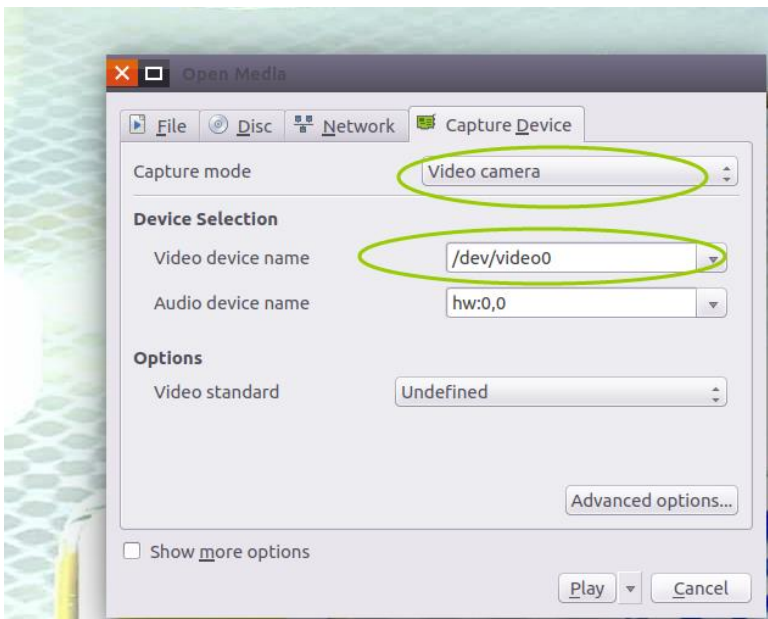 Open Media
File Disc Network Capture Device
Capture mode Video camera
Device Selection
Video device name /dev/video0
Audio device name hw:0,0
Options
Video standard Undefined
Advanced options...
Show more options
Play Cancel